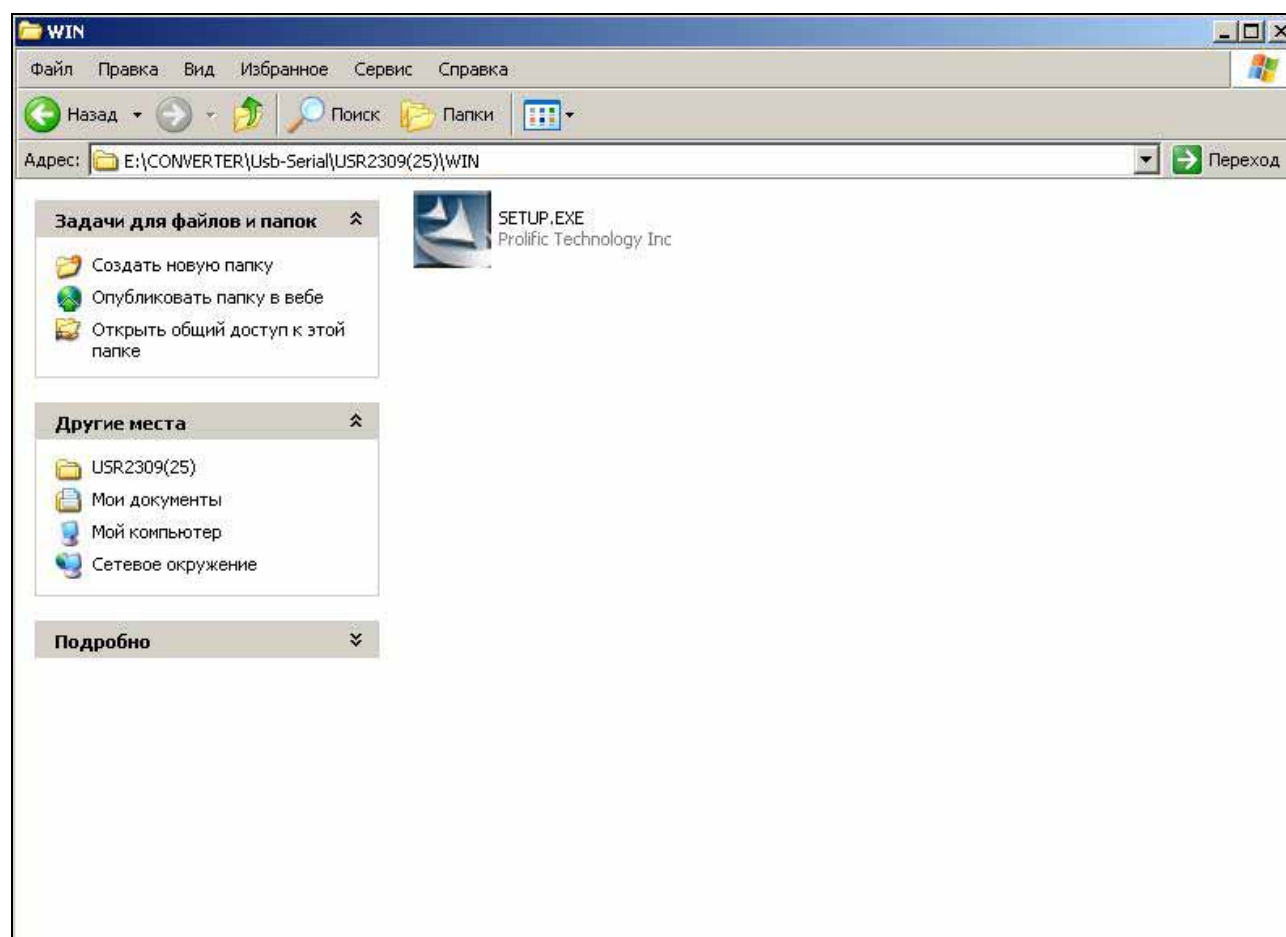 WIN
Файл Правка Вид Избранное Сервис Справка
Назад Поиск Папки
Адрес: E:\CONVERTER\Usb-Serial\USR2309(25)\WIN Переход
Задачи для файлов и папок
Создать новую папку
Опубликовать папку в вебе
Открыть общий доступ к этой
папке
Другие места
USR2309(25)
Мои документы
Мой компьютер
Сетевое окружение
Подробно
SETUP.EXE
Prolific Technology Inc